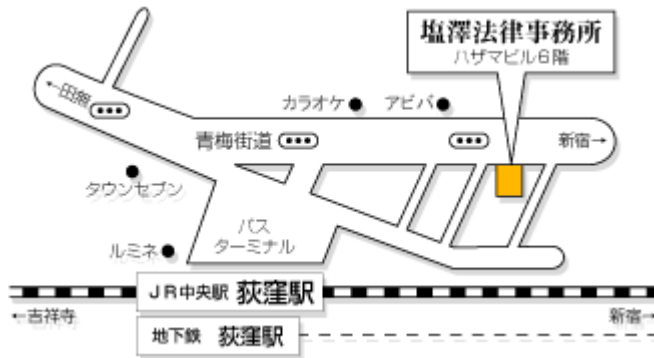 塩澤法律事務所
ハザマビル6階
←田無
カラオケ
アビバ
青梅街道
新宿→
タウンセブン
バス
ターミナル
ルミネ
JR中央駅 荻窪駅
←吉祥寺
新宿→
地下鉄 荻窪駅